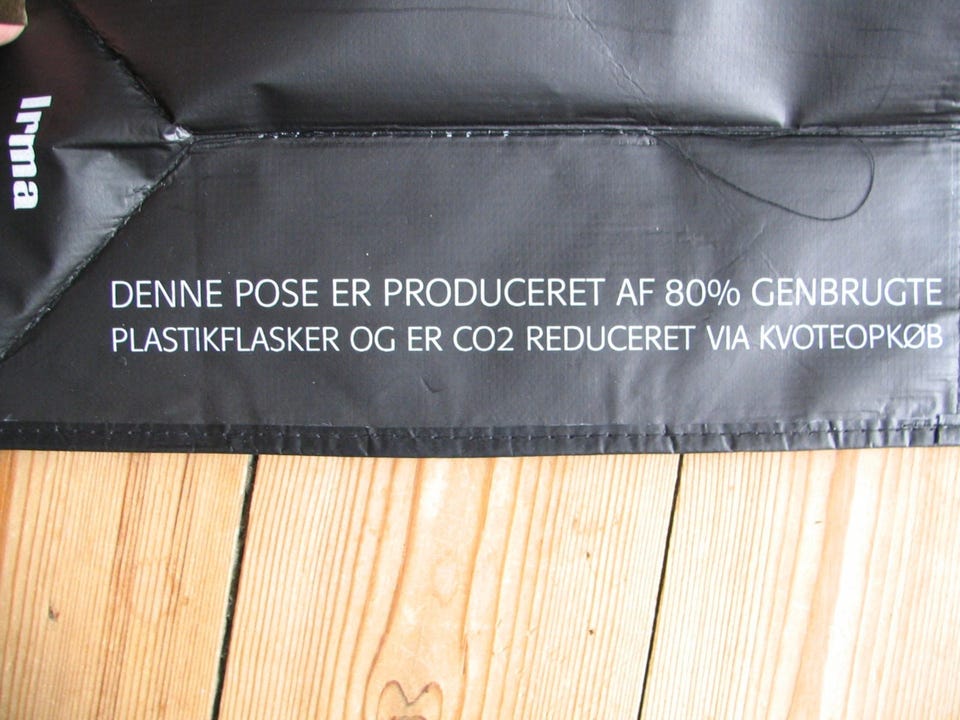 Irma
DENNE POSE ER PRODUCERET AF 80% GENBRUGTE
PLASTIKFLASKER OG ER CO2 REDUCERET VIA KVOTEOPKØB